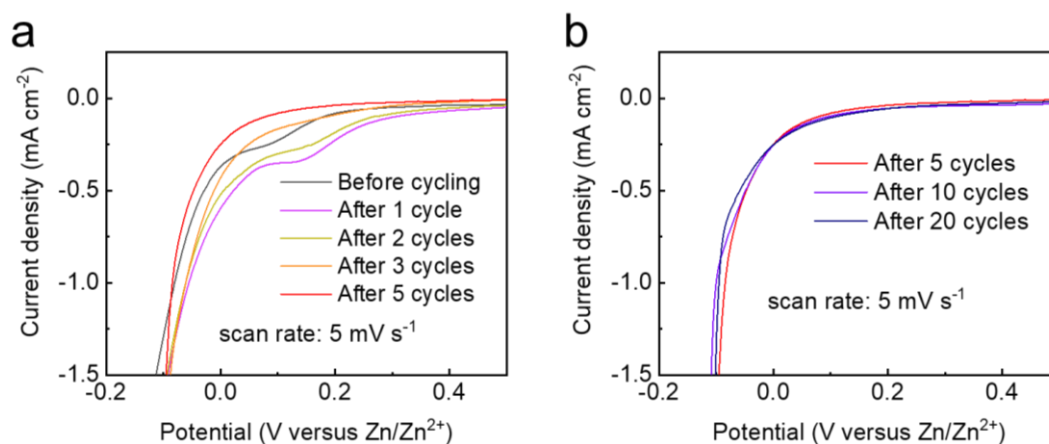 a
Current density (mA cm⁻²)
0.0
-0.5
-1.0
-1.5
-0.2
0.0
0.2
0.4
Before cycling
After 1 cycle
After 2 cycles
After 3 cycles
After 5 cycles
scan rate: 5 mV s⁻¹
Potential (V versus Zn/Zn²⁺)
b
Current density (mA cm⁻²)
0.0
-0.5
-1.0
-1.5
-0.2
0.0
0.2
0.4
After 5 cycles
After 10 cycles
After 20 cycles
scan rate: 5 mV s⁻¹
Potential (V versus Zn/Zn²⁺)